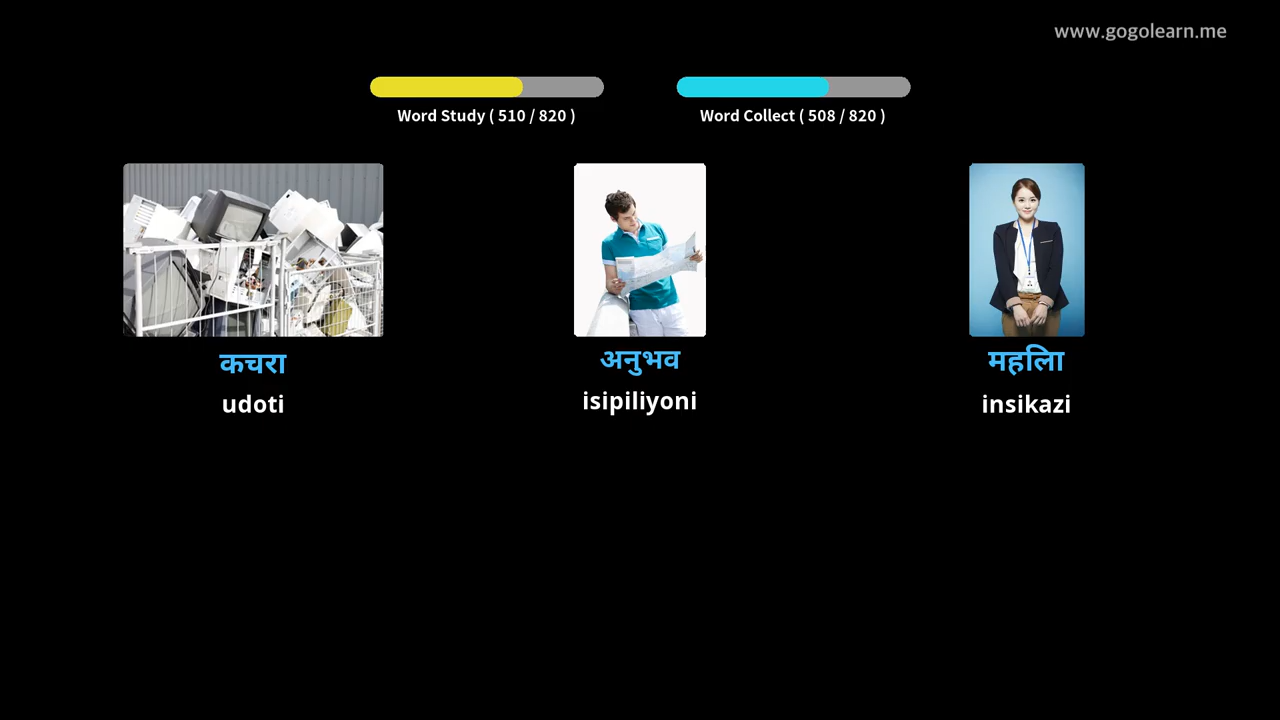 www.gogolearn.me
Word Study ( 510 / 820 )
Word Collect ( 508 / 820 )
कचरा
अनुभव
महिला
udoti
isipiliyoni
insikazi